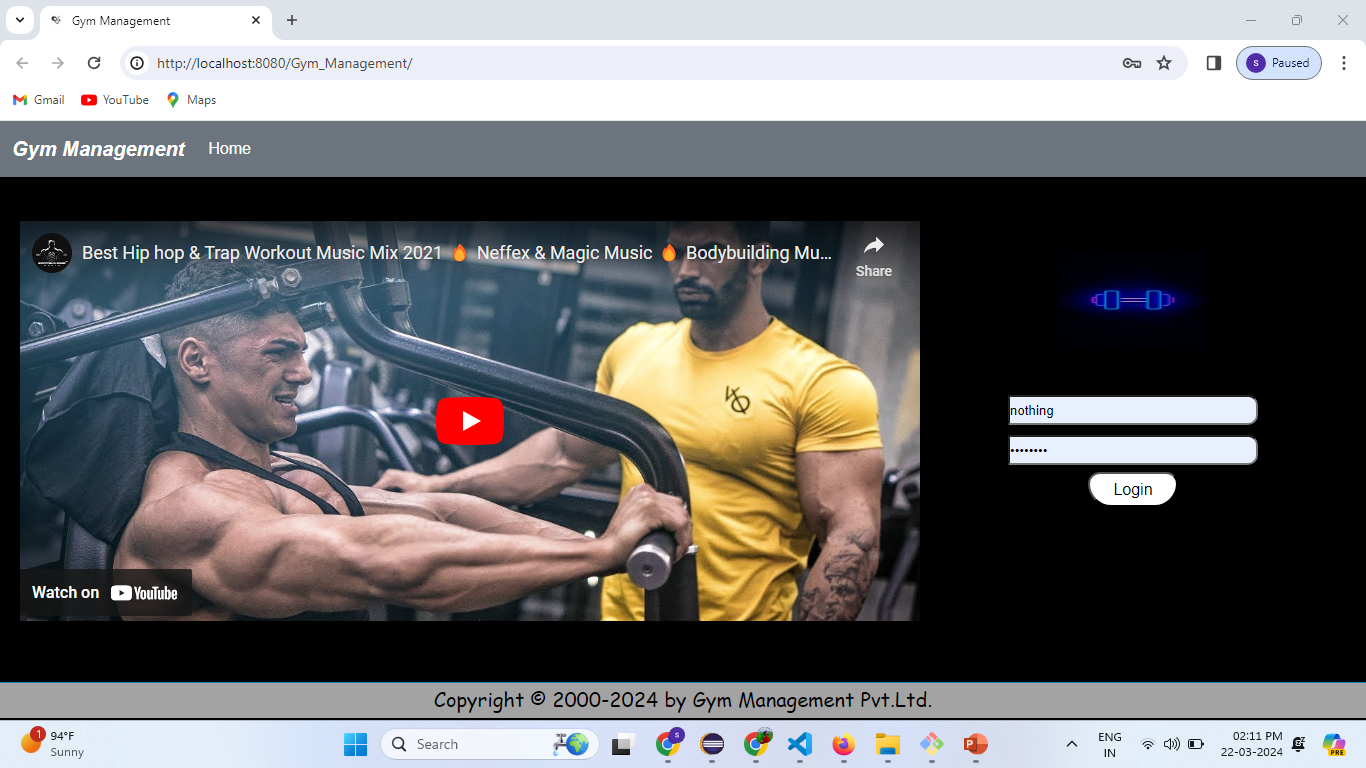 Gym Management
http://localhost:8080/Gym_Management/
S Paused
Gmail YouTube Maps
Gym Management Home
Best Hip hop & Trap Workout Music Mix 2021 🔥 Neffex & Magic Music 🔥 Bodybuilding Mu...
Share
nothing
••••••••
Login
Watch on YouTube
Copyright © 2000-2024 by Gym Management Pvt.Ltd.
1
94°F
Sunny
Search
S
ENG
IN
02:11 PM
22-03-2024
PRE